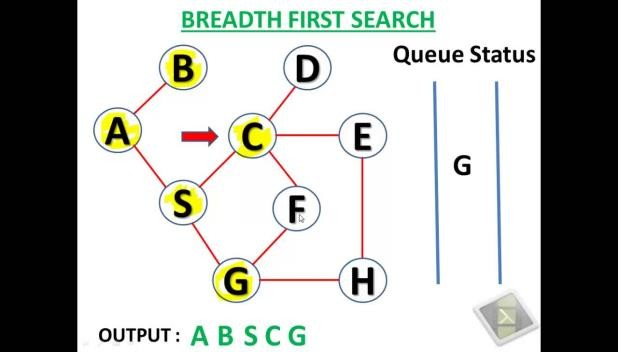 BREADTH FIRST SEARCH
Queue Status
B
D
A
C
E
G
S
F
G
H
OUTPUT : A B S C G